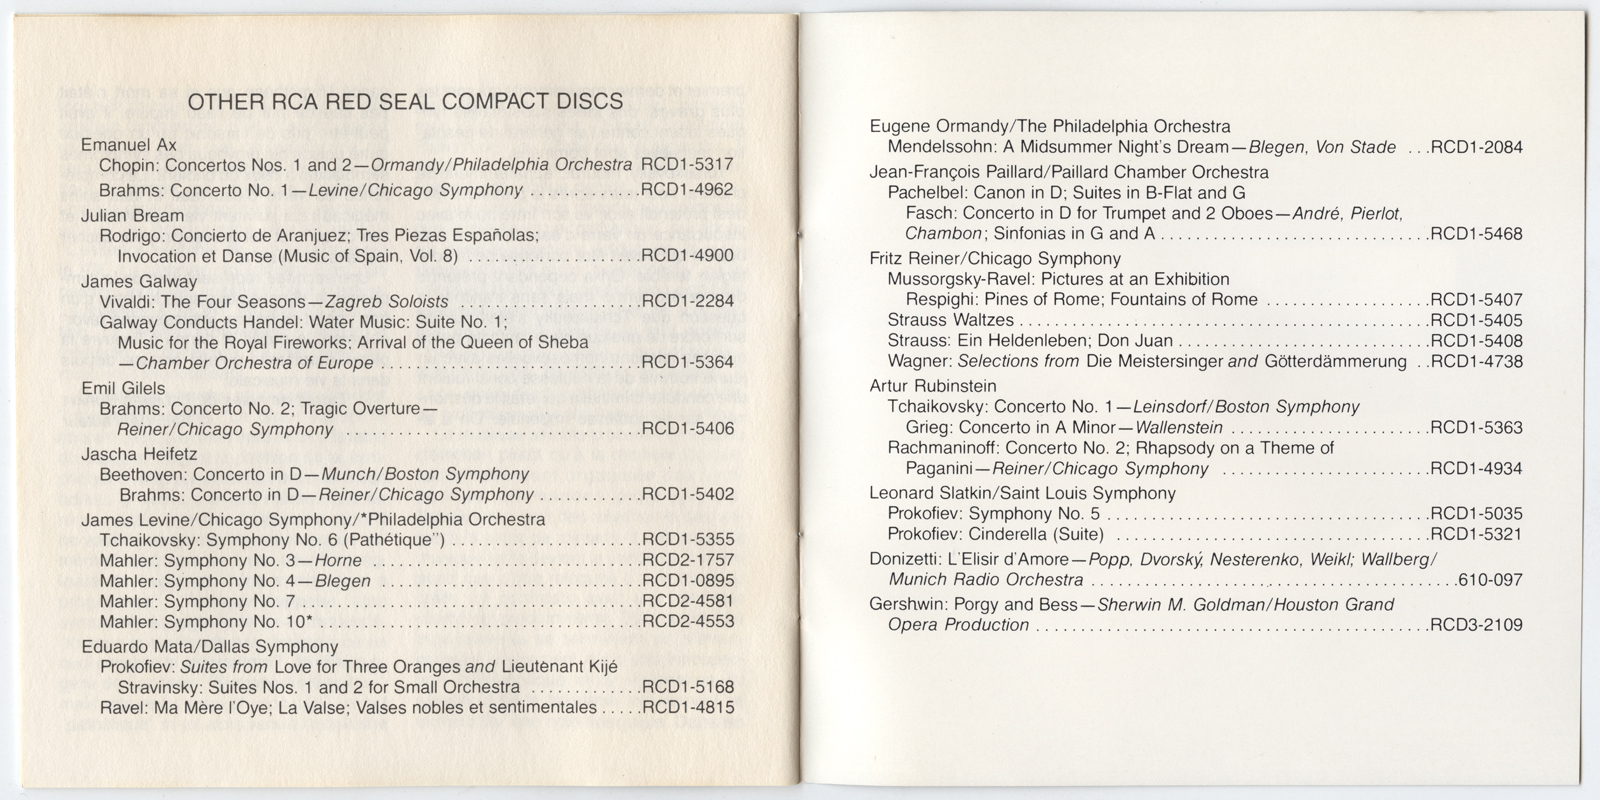 OTHER RCA RED SEAL COMPACT DISCS
Emanuel Ax
Chopin: Concertos Nos. 1 and 2—Ormandy/Philadelphia Orchestra RCD1-5317
Brahms: Concerto No. 1—Levine/Chicago Symphony .............RCD1-4962
Julian Bream
Rodrigo: Concierto de Aranjuez; Tres Piezas Españolas;
Invocation et Danse (Music of Spain, Vol. 8) ....................RCD1-4900
James Galway
Vivaldi: The Four Seasons—Zagreb Soloists .....................RCD1-2284
Galway Conducts Handel: Water Music: Suite No. 1;
Music for the Royal Fireworks; Arrival of the Queen of Sheba
—Chamber Orchestra of Europe ..............................RCD1-5364
Emil Gilels
Brahms: Concerto No. 2; Tragic Overture—
Reiner/Chicago Symphony ..................................RCD1-5406
Jascha Heifetz
Beethoven: Concerto in D—Munch/Boston Symphony
Brahms: Concerto in D—Reiner/Chicago Symphony ............RCD1-5402
James Levine/Chicago Symphony/*Philadelphia Orchestra
Tchaikovsky: Symphony No. 6 (Pathétique") ......................RCD1-5355
Mahler: Symphony No. 3—Horne ...............................RCD2-1757
Mahler: Symphony No. 4—Blegen ..............................RCD1-0895
Mahler: Symphony No. 7 .......................................RCD2-4581
Mahler: Symphony No. 10* .....................................RCD2-4553
Eduardo Mata/Dallas Symphony
Prokofiev: Suites from Love for Three Oranges and Lieutenant Kijé
Stravinsky: Suites Nos. 1 and 2 for Small Orchestra .............RCD1-5168
Ravel: Ma Mère l'Oye; La Valse; Valses nobles et sentimentales .....RCD1-4815
Eugene Ormandy/The Philadelphia Orchestra
Mendelssohn: A Midsummer Night's Dream—Blegen, Von Stade ...RCD1-2084
Jean-François Paillard/Paillard Chamber Orchestra
Pachelbel: Canon in D; Suites in B-Flat and G
Fasch: Concerto in D for Trumpet and 2 Oboes—André, Pierlot,
Chambon; Sinfonias in G and A ...............................RCD1-5468
Fritz Reiner/Chicago Symphony
Mussorgsky-Ravel: Pictures at an Exhibition
Respighi: Pines of Rome; Fountains of Rome ...................RCD1-5407
Strauss Waltzes ...............................................RCD1-5405
Strauss: Ein Heldenleben; Don Juan .............................RCD1-5408
Wagner: Selections from Die Meistersinger and Götterdämmerung ..RCD1-4738
Artur Rubinstein
Tchaikovsky: Concerto No. 1—Leinsdorf/Boston Symphony
Grieg: Concerto in A Minor—Wallenstein .......................RCD1-5363
Rachmaninoff: Concerto No. 2; Rhapsody on a Theme of
Paganini—Reiner/Chicago Symphony ........................RCD1-4934
Leonard Slatkin/Saint Louis Symphony
Prokofiev: Symphony No. 5 .....................................RCD1-5035
Prokofiev: Cinderella (Suite) ....................................RCD1-5321
Donizetti: L'Elisir d'Amore—Popp, Dvorský, Nesterenko, Weikl; Wallberg/
Munich Radio Orchestra ..........................................610-097
Gershwin: Porgy and Bess—Sherwin M. Goldman/Houston Grand
Opera Production .............................................RCD3-2109